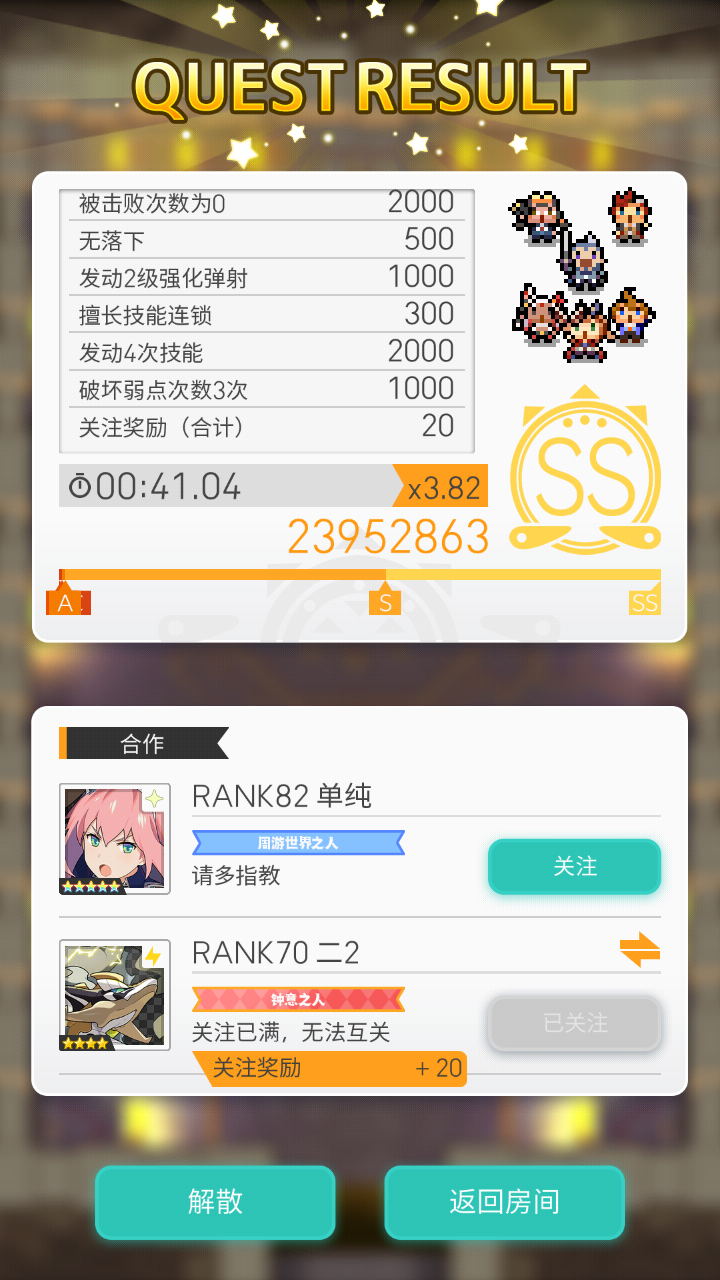 QUEST RESULT
被击败次数为0 2000
无落下 500
发动2级强化弹射 1000
擅长技能连锁 300
发动4次技能 2000
破坏弱点次数3次 1000
关注奖励（合计） 20
00:41.04 x3.82
SS
23952863
A S SS
合作
RANK82 单纯
周游世界之人
请多指教
关注
RANK70 二2
钟意之人
关注已满，无法互关
已关注
关注奖励 +20
解散 返回房间